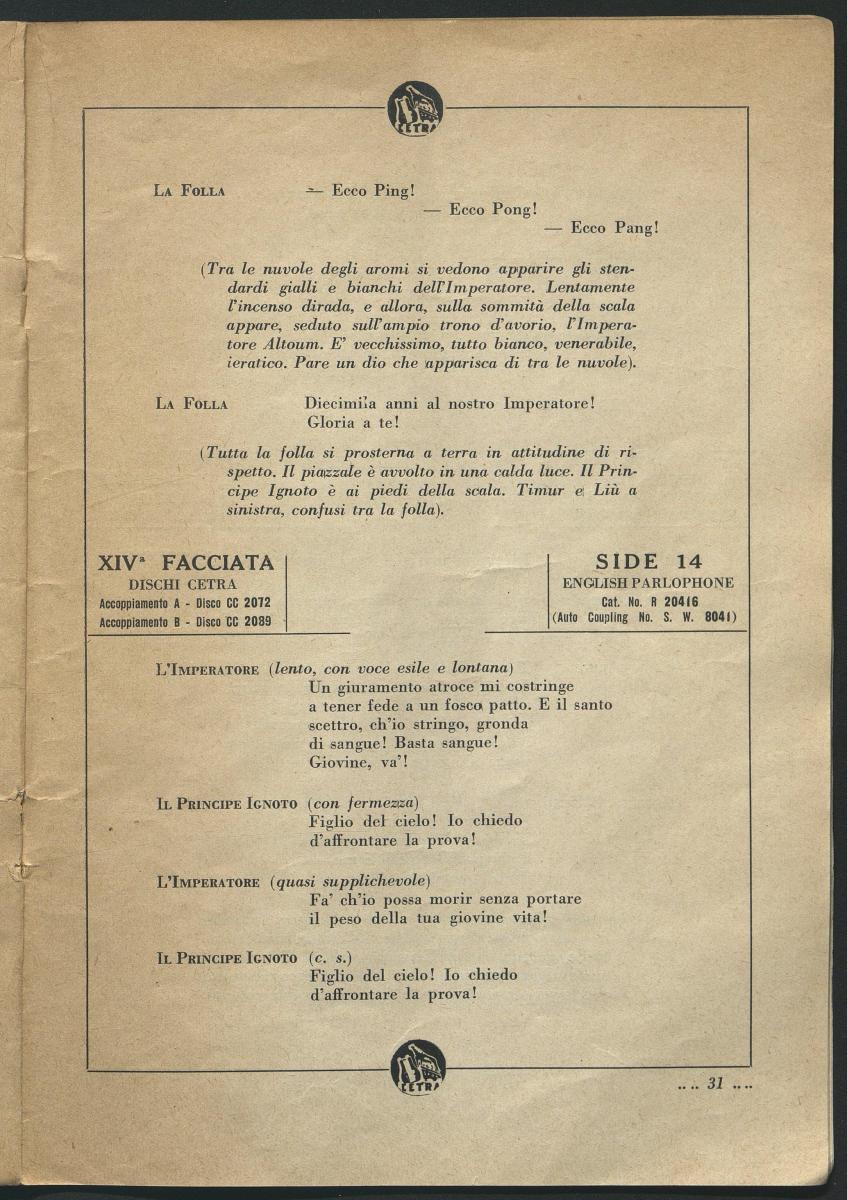 CETRA
LA FOLLA — Ecco Ping!
— Ecco Pong!
— Ecco Pang!
(Tra le nuvole degli aromi si vedono apparire gli sten-
dardi gialli e bianchi dell'Imperatore. Lentamente
l'incenso dirada, e allora, sulla sommità della scala
appare, seduto sull'ampio trono d'avorio, l'Impera-
tore Altoum. E' vecchissimo, tutto bianco, venerabile,
ieratico. Pare un dio che apparisca di tra le nuvole).
LA FOLLA Diecimila anni al nostro Imperatore!
Gloria a te!
(Tutta la folla si prosterna a terra in attitudine di ri-
spetto. Il piazzale è avvolto in una calda luce. Il Prin-
cipe Ignoto è ai piedi della scala. Timur e Liù a
sinistra, confusi tra la folla).
XIVª FACCIATA
DISCHI CETRA
Accoppiamento A - Disco CC 2072
Accoppiamento B - Disco CC 2089
SIDE 14
ENGLISH PARLOPHONE
Cat. No. R 20416
(Auto Coupling No. S. W. 8041)
L'IMPERATORE (lento, con voce esile e lontana)
Un giuramento atroce mi costringe
a tener fede a un fosco patto. E il santo
scettro, ch'io stringo, gronda
di sangue! Basta sangue!
Giovine, va'!
IL PRINCIPE IGNOTO (con fermezza)
Figlio del cielo! Io chiedo
d'affrontare la prova!
L'IMPERATORE (quasi supplichevole)
Fa' ch'io possa morir senza portare
il peso della tua giovine vita!
IL PRINCIPE IGNOTO (c. s.)
Figlio del cielo! Io chiedo
d'affrontare la prova!
CETRA
.. .. 31 .. ..